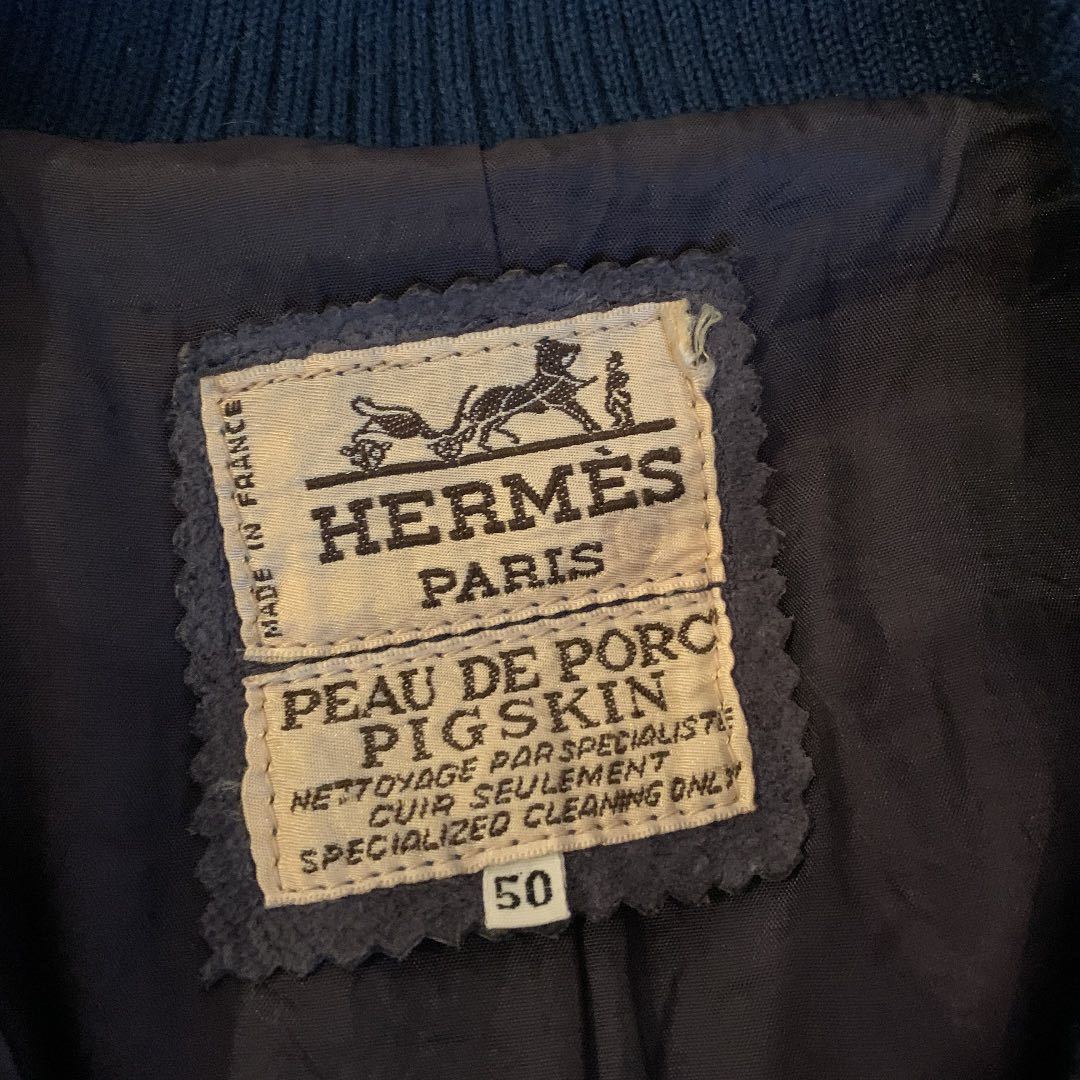 MADE IN FRANCE
HERMÈS
PARIS
PEAU DE PORC
PIGSKIN
NETTOYAGE PAR SPECIALISTE
CUIR SEULEMENT
SPECIALIZED CLEANING ONLY
50